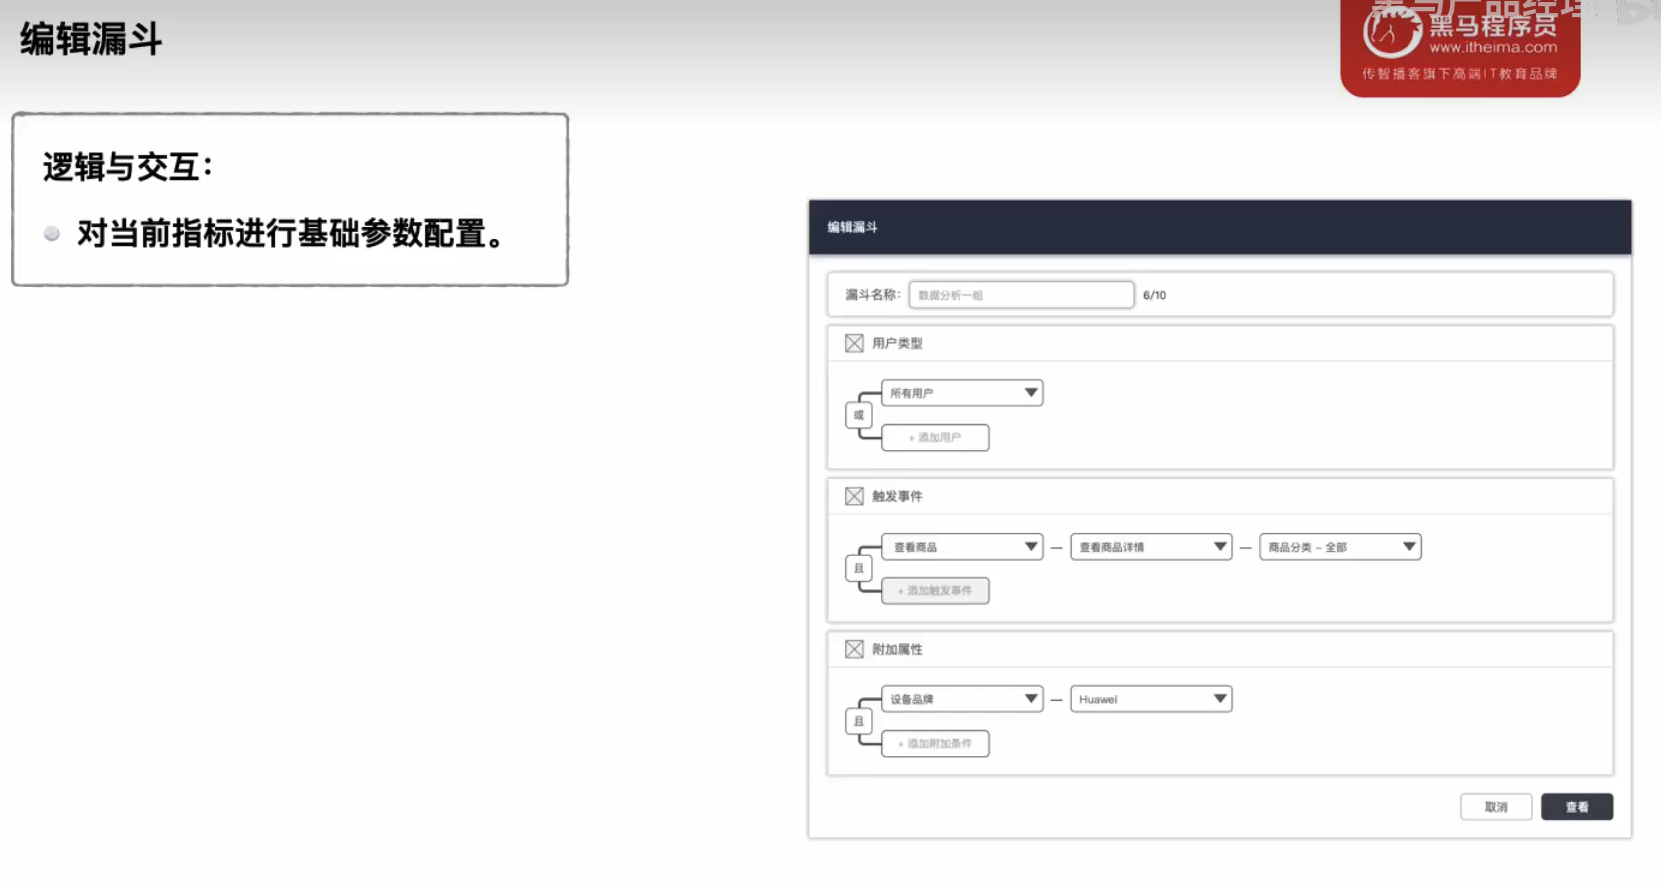 编辑漏斗
黑马产品经理
黑马程序员
www.itheima.com
传智播客旗下高端IT教育品牌
逻辑与交互：
对当前指标进行基础参数配置。
编辑漏斗
漏斗名称： 数据分析一组 6/10
用户类型
所有用户
或
+ 添加用户
触发事件
查看商品 — 查看商品详情 — 商品分类 - 全部
且
+ 添加触发事件
附加属性
设备品牌 — Huawei
且
+ 添加附加条件
取消 查看